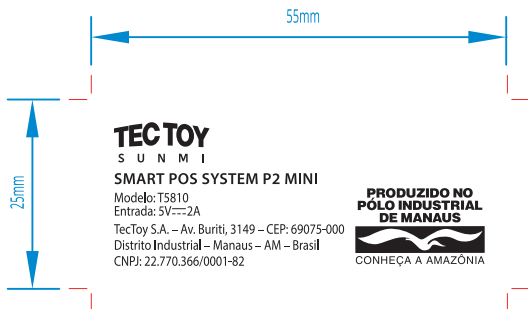 55mm
25mm
TEC TOY
SUNMI
SMART POS SYSTEM P2 MINI
Modelo: T5810
Entrada: 5V⎓2A
TecToy S.A. – Av. Buriti, 3149 – CEP: 69075-000
Distrito Industrial – Manaus – AM – Brasil
CNPJ: 22.770.366/0001-82
PRODUZIDO NO
PÓLO INDUSTRIAL
DE MANAUS
CONHEÇA A AMAZÔNIA